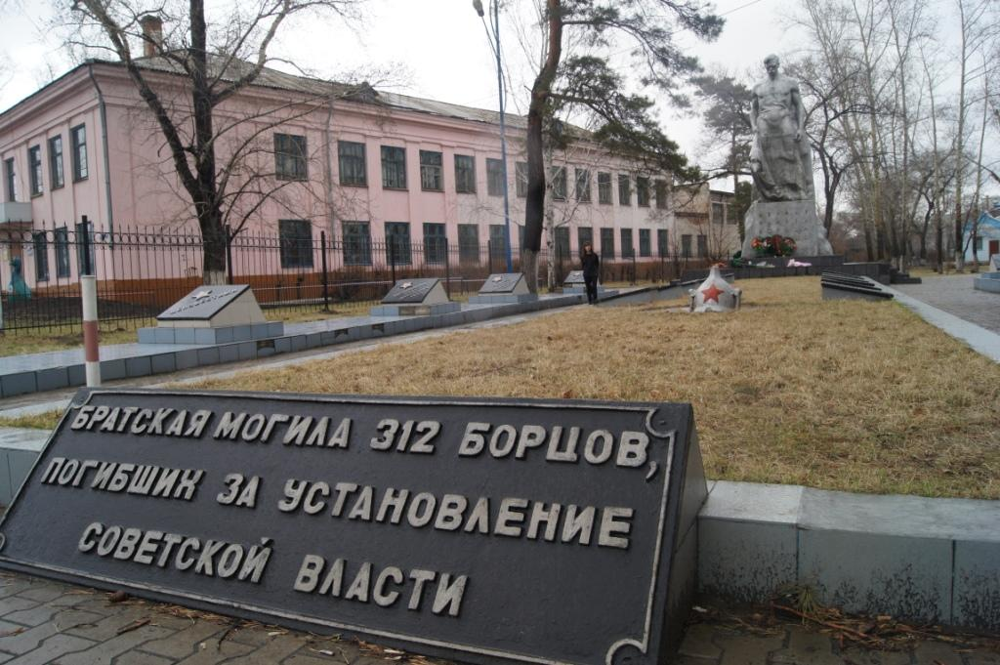 БРАТСКАЯ МОГИЛА 312 БОРЦОВ,
ПОГИБШИХ ЗА УСТАНОВЛЕНИЕ
СОВЕТСКОЙ ВЛАСТИ